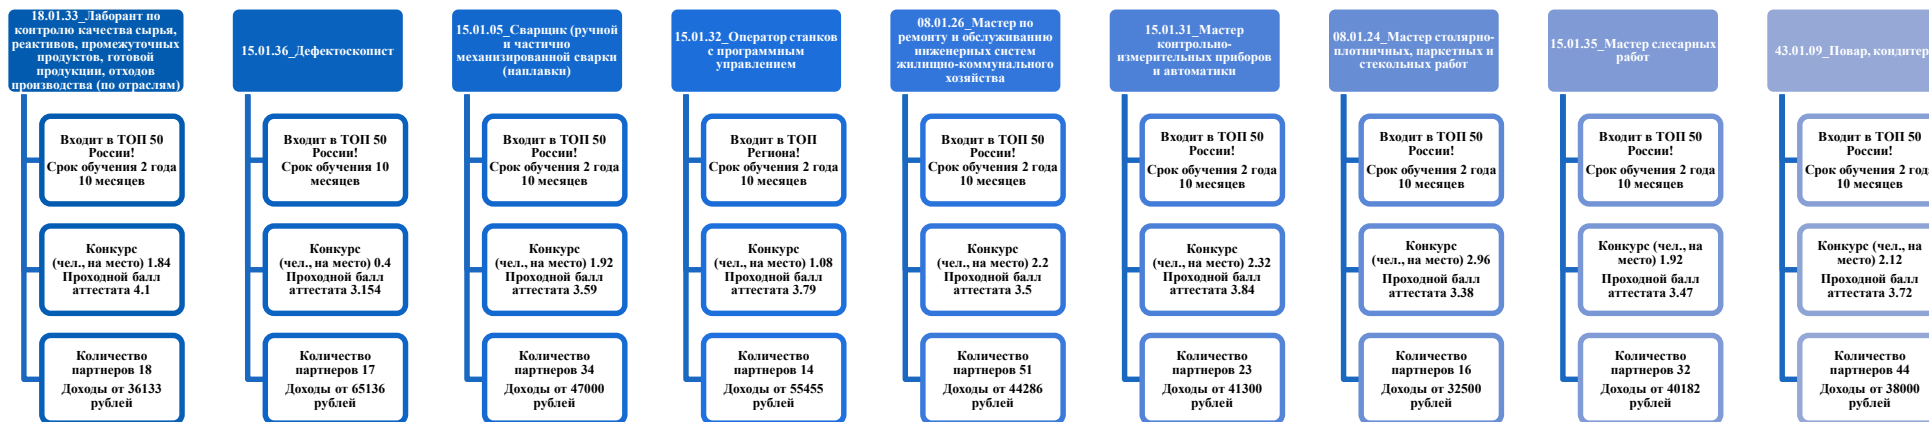 18.01.33_Лаборант по
контролю качества сырья,
реактивов, промежуточных
продуктов, готовой
продукции, отходов
производства (по отраслям)
Входит в ТОП 50
России!
Срок обучения 2 года
10 месяцев
Конкурс
(чел., на место) 1.84
Проходной балл
аттестата 4.1
Количество
партнеров 18
Доходы от 36133
рублей
15.01.36_Дефектоскопист
Входит в ТОП 50
России!
Срок обучения 10
месяцев
Конкурс
(чел., на место) 0.4
Проходной балл
аттестата 3.154
Количество
партнеров 17
Доходы от 65136
рублей
15.01.05_Сварщик (ручной
и частично
механизированной сварки
(наплавки)
Входит в ТОП 50
России!
Срок обучения 2 года
10 месяцев
Конкурс
(чел., на место) 1.92
Проходной балл
аттестата 3.59
Количество
партнеров 34
Доходы от 47000
рублей
15.01.32_Оператор станков
с программным
управлением
Входит в ТОП
Региона!
Срок обучения 2 года
10 месяцев
Конкурс
(чел., на место) 1.08
Проходной балл
аттестата 3.79
Количество
партнеров 14
Доходы от 55455
рублей
08.01.26_Мастер по
ремонту и обслуживанию
инженерных систем
жилищно-коммунального
хозяйства
Входит в ТОП 50
России!
Срок обучения 2 года
10 месяцев
Конкурс
(чел., на место) 2.2
Проходной балл
аттестата 3.5
Количество
партнеров 51
Доходы от 44286
рублей
15.01.31_Мастер
контрольно-
измерительных приборов
и автоматики
Входит в ТОП 50
России!
Срок обучения 2 года
10 месяцев
Конкурс
(чел., на место) 2.32
Проходной балл
аттестата 3.84
Количество
партнеров 23
Доходы от 41300
рублей
08.01.24_Мастер столярно-
плотничных, паркетных и
стекольных работ
Входит в ТОП 50
России!
Срок обучения 2 года
10 месяцев
Конкурс
(чел., на место) 2.96
Проходной балл
аттестата 3.38
Количество
партнеров 16
Доходы от 32500
рублей
15.01.35_Мастер слесарных
работ
Входит в ТОП 50
России!
Срок обучения 2 года
10 месяцев
Конкурс (чел., на
место) 1.92
Проходной балл
аттестата 3.47
Количество
партнеров 32
Доходы от 40182
рублей
43.01.09_Повар, кондитер
Входит в ТОП 50
России!
Срок обучения 2 года
10 месяцев
Конкурс (чел., на
место) 2.12
Проходной балл
аттестата 3.72
Количество
партнеров 44
Доходы от 38000
рублей